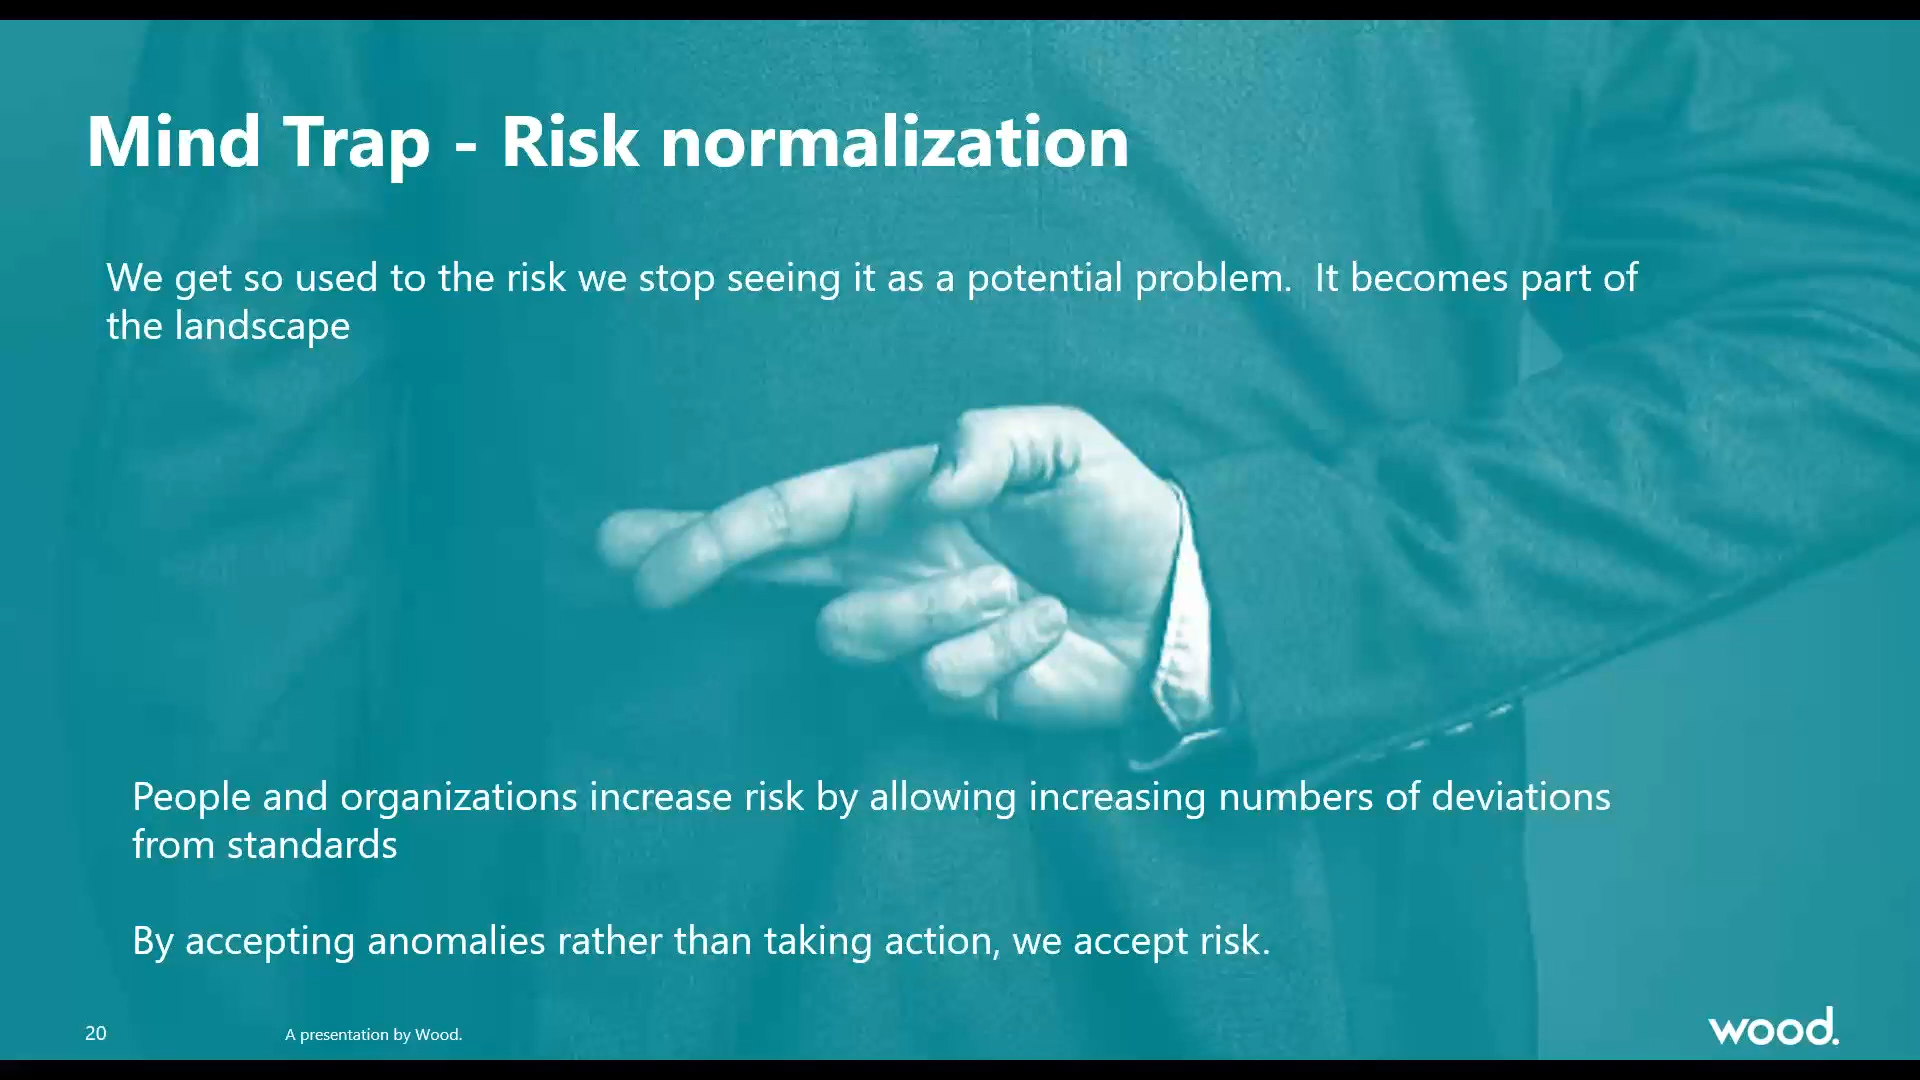 Mind Trap - Risk normalization
We get so used to the risk we stop seeing it as a potential problem.  It becomes part of
the landscape
People and organizations increase risk by allowing increasing numbers of deviations
from standards
By accepting anomalies rather than taking action, we accept risk.
20
A presentation by Wood.
wood.